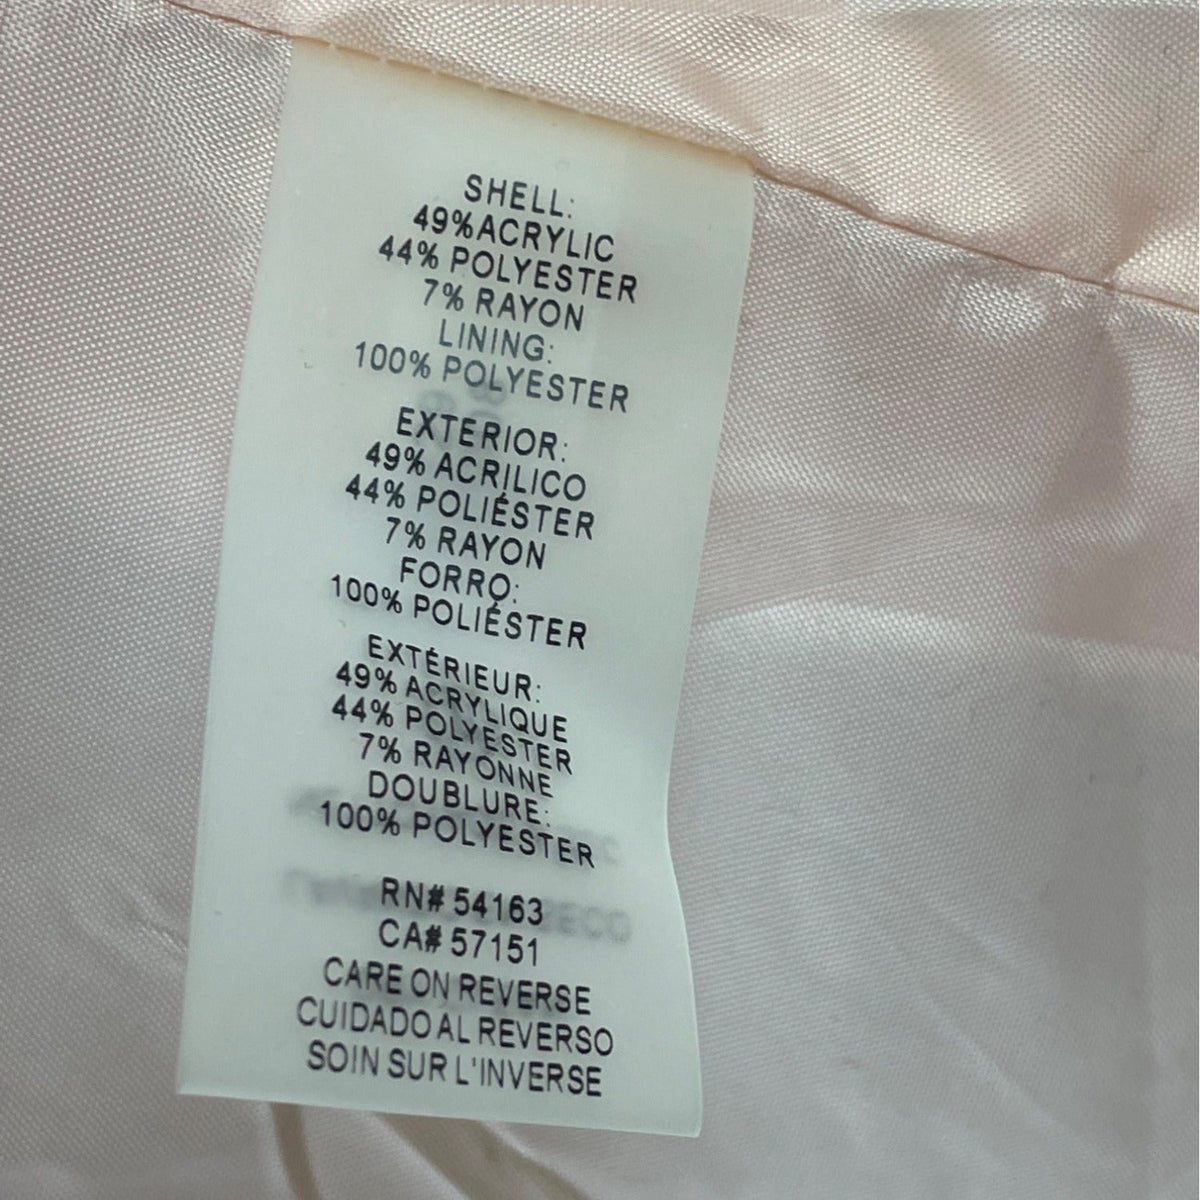 SHELL:
49%ACRYLIC
44% POLYESTER
7% RAYON
LINING:
100% POLYESTER
EXTERIOR:
49% ACRILICO
44% POLIÉSTER
7% RAYON
FORRO:
100% POLIÉSTER
EXTÉRIEUR:
49% ACRYLIQUE
44% POLYESTER
7% RAYONNE
DOUBLURE:
100% POLYESTER
RN# 54163
CA# 57151
CARE ON REVERSE
CUIDADO AL REVERSO
SOIN SUR L'INVERSE